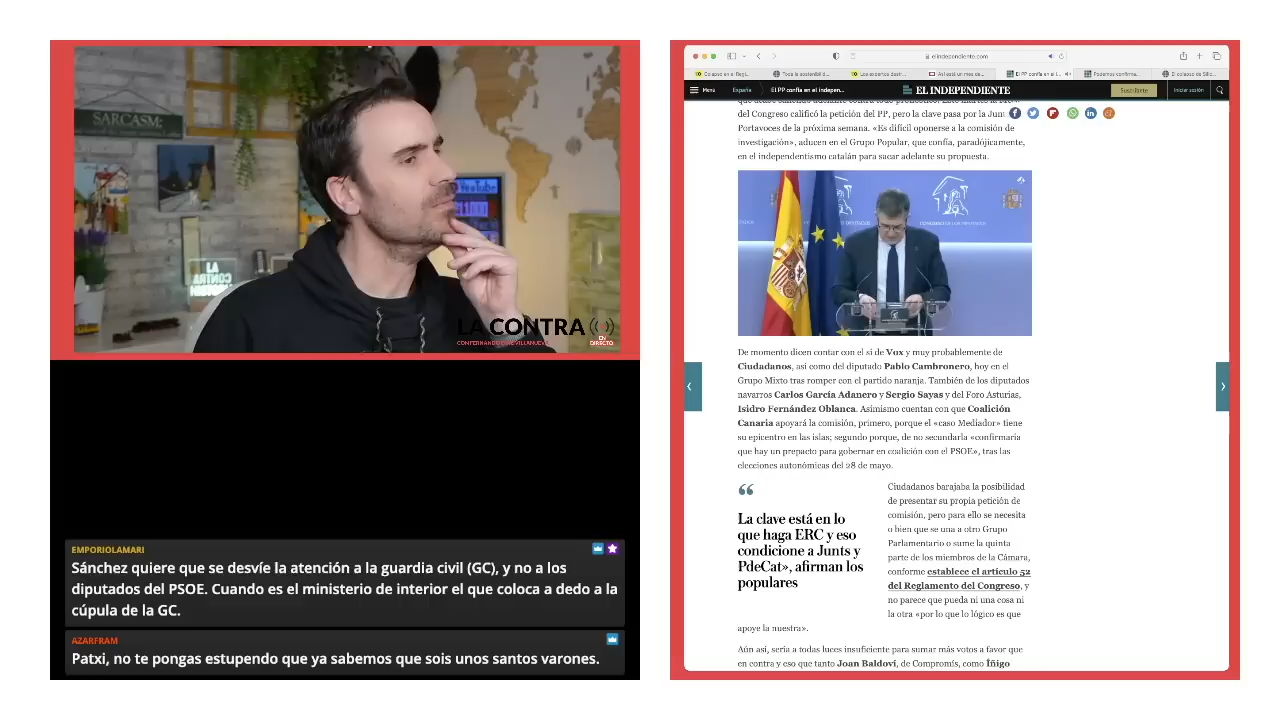 SARCASM:
YouTube
LA CONTRA
EN DIRECTO
EMPORIOLAMARI
Sánchez quiere que se desvíe la atención a la guardia civil (GC), y no a los
diputados del PSOE. Cuando es el ministerio de interior el que coloca a dedo a la
cúpula de la GC.
AZARFRAM
Patxi, no te pongas estupendo que ya sabemos que sois unos santos varones.
elindependiente.com
Menú
España
El PP confía en el indepen...
EL INDEPENDIENTE
Suscríbete
Iniciar sesión
del Congreso calificó la petición del PP, pero la clave pasa por la
Portavoces de la próxima semana. «Es difícil oponerse a la comisión de
investigación», aducen en el Grupo Popular, que confía, paradójicamente,
en el independentismo catalán para sacar adelante su propuesta.
De momento dicen contar con el sí de Vox y muy probablemente de
Ciudadanos, así como del diputado Pablo Cambronero, hoy en el
Grupo Mixto tras romper con el partido naranja. También de los diputados
navarros Carlos García Adanero y Sergio Sayas y del Foro Asturias,
Isidro Fernández Oblanca. Asimismo cuentan con que Coalición
Canaria apoyará la comisión, primero, porque el «caso Mediador» tiene
su epicentro en las islas; segundo porque, de no secundarla «confirmaría
que hay un prepacto para gobernar en coalición con el PSOE», tras las
elecciones autonómicas del 28 de mayo.
“
La clave está en lo
que haga ERC y eso
condicione a Junts y
PdeCat», afirman los
populares
Ciudadanos barajaba la posibilidad
de presentar su propia petición de
comisión, pero para ello se necesita
o bien que se una a otro Grupo
Parlamentario o sume la quinta
parte de los miembros de la Cámara,
conforme establece el artículo 52
del Reglamento del Congreso, y
no parece que pueda ni una cosa ni
la otra «por lo que lo lógico es que
apoye la nuestra».
Aún así, sería a todas luces insuficiente para sumar más votos a favor que
en contra y eso que tanto Joan Baldoví, de Compromís, como Íñigo